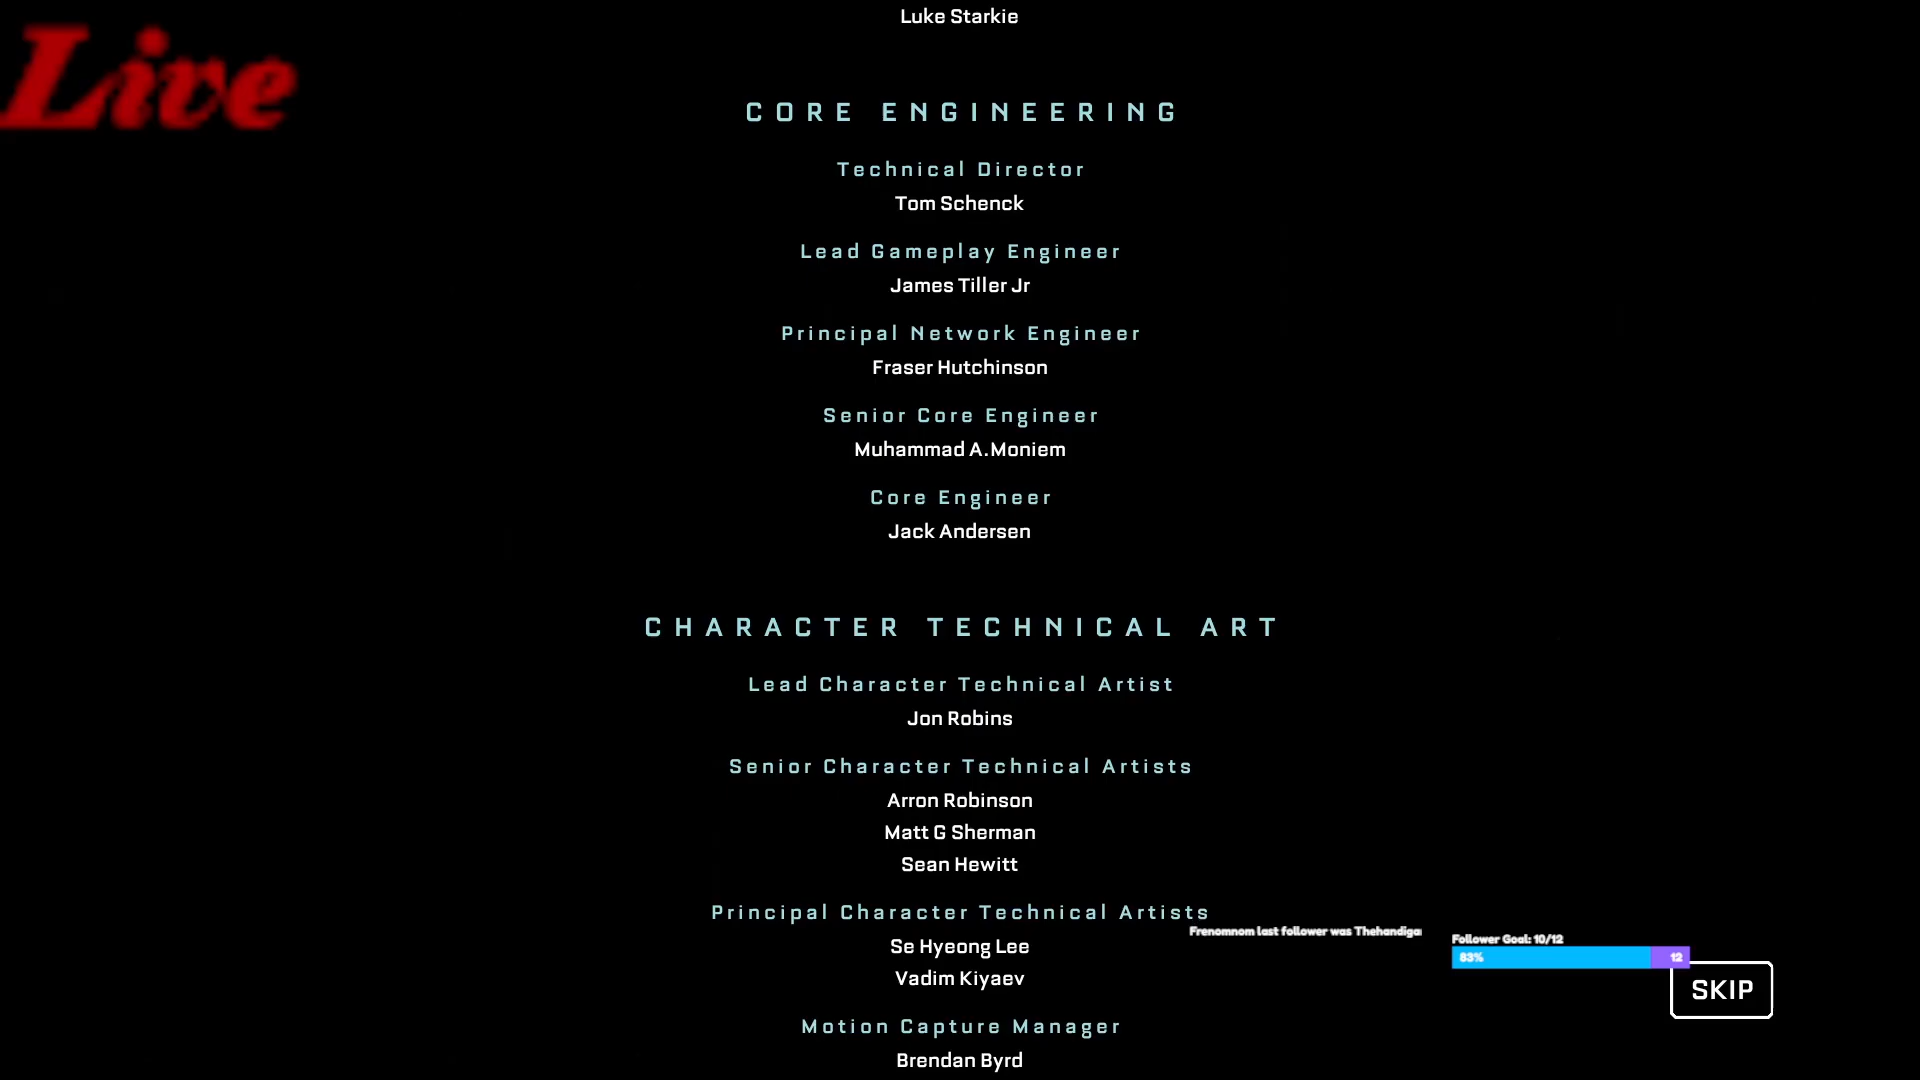 Luke Starkie
Live
CORE ENGINEERING
Technical Director
Tom Schenck
Lead Gameplay Engineer
James Tiller Jr
Principal Network Engineer
Fraser Hutchinson
Senior Core Engineer
Muhammad A.Moniem
Core Engineer
Jack Andersen
CHARACTER TECHNICAL ART
Lead Character Technical Artist
Jon Robins
Senior Character Technical Artists
Arron Robinson
Matt G Sherman
Sean Hewitt
Principal Character Technical Artists
Se Hyeong Lee
Vadim Kiyaev
Motion Capture Manager
Brendan Byrd
Frenomnom last follower was
Follower Goal: 10/12
83% 12
SKIP